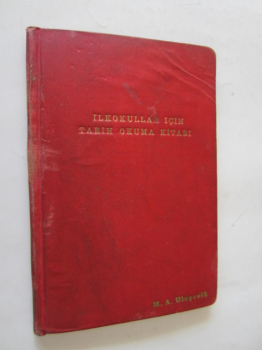 İLKOKULLAR İÇİN
TARİH OKUMA KİTABI
M. A.